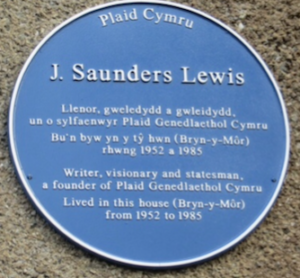 Plaid Cymru
J. Saunders Lewis
Llenor, gweledydd a gwleidydd,
un o sylfaenwyr Plaid Genedlaethol Cymru
Bu'n byw yn y tŷ hwn (Bryn-y-Môr)
rhwng 1952 a 1985
Writer, visionary and statesman,
a founder of Plaid Genedlaethol Cymru
Lived in this house (Bryn-y-Môr)
from 1952 to 1985